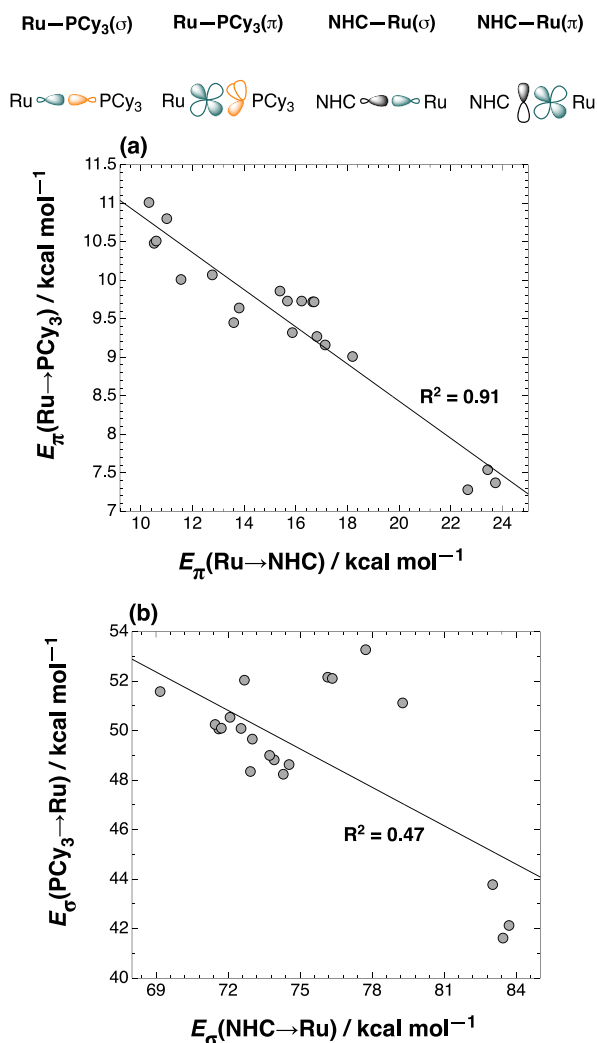 Ru—PCy₃(σ) Ru—PCy₃(π) NHC—Ru(σ) NHC—Ru(π)
Ru PCy₃ Ru PCy₃ NHC Ru NHC Ru
(a)
11.5
11
10.5
10
9.5
9
8.5
8
7.5
7
E_π(Ru→PCy₃) / kcal mol⁻¹
R² = 0.91
10 12 14 16 18 20 22 24
E_π(Ru→NHC) / kcal mol⁻¹
(b)
54
52
50
48
46
44
42
40
E_σ(PCy₃→Ru) / kcal mol⁻¹
R² = 0.47
69 72 75 78 81 84
E_σ(NHC→Ru) / kcal mol⁻¹